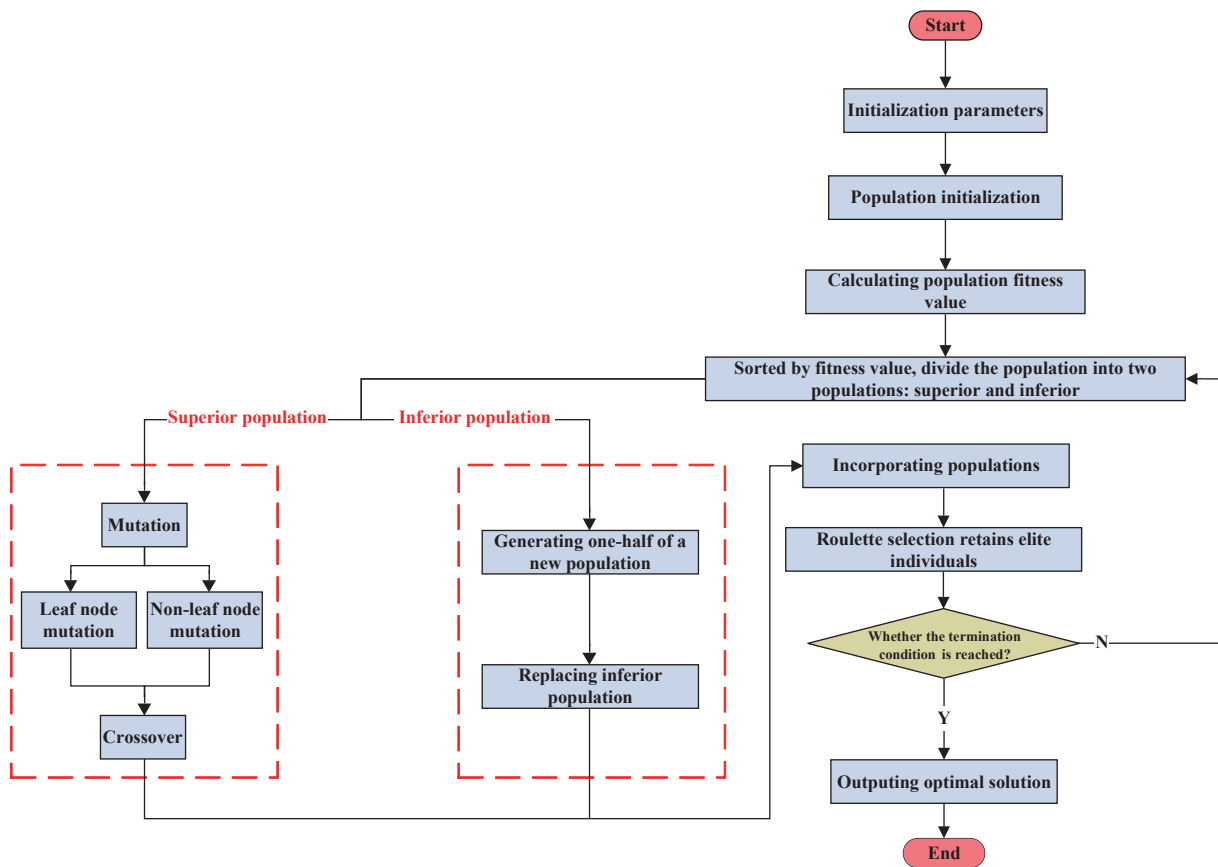 Start
Initialization parameters
Population initialization
Calculating population fitness
value
Sorted by fitness value, divide the population into two
populations: superior and inferior
Superior population
Inferior population
Mutation
Leaf node
mutation
Non-leaf node
mutation
Crossover
Generating one-half of a
new population
Replacing inferior
population
Incorporating populations
Roulette selection retains elite
individuals
Whether the termination
condition is reached?
N
Y
Outputing optimal solution
End